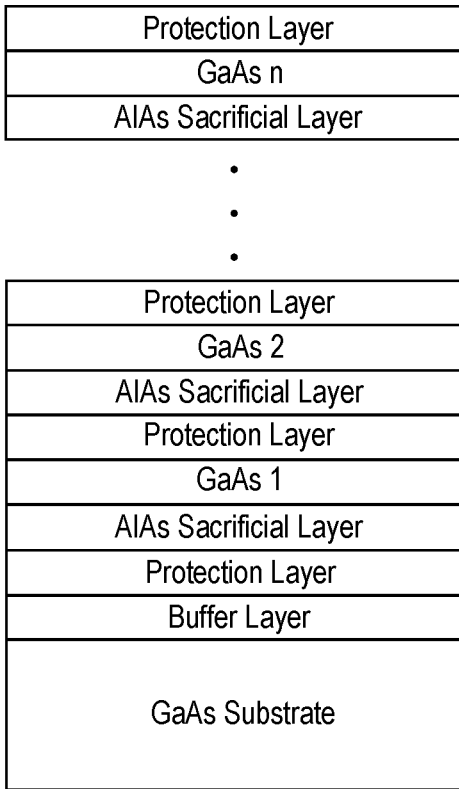 Protection Layer
GaAs n
AlAs Sacrificial Layer
Protection Layer
GaAs 2
AlAs Sacrificial Layer
Protection Layer
GaAs 1
AlAs Sacrificial Layer
Protection Layer
Buffer Layer
GaAs Substrate